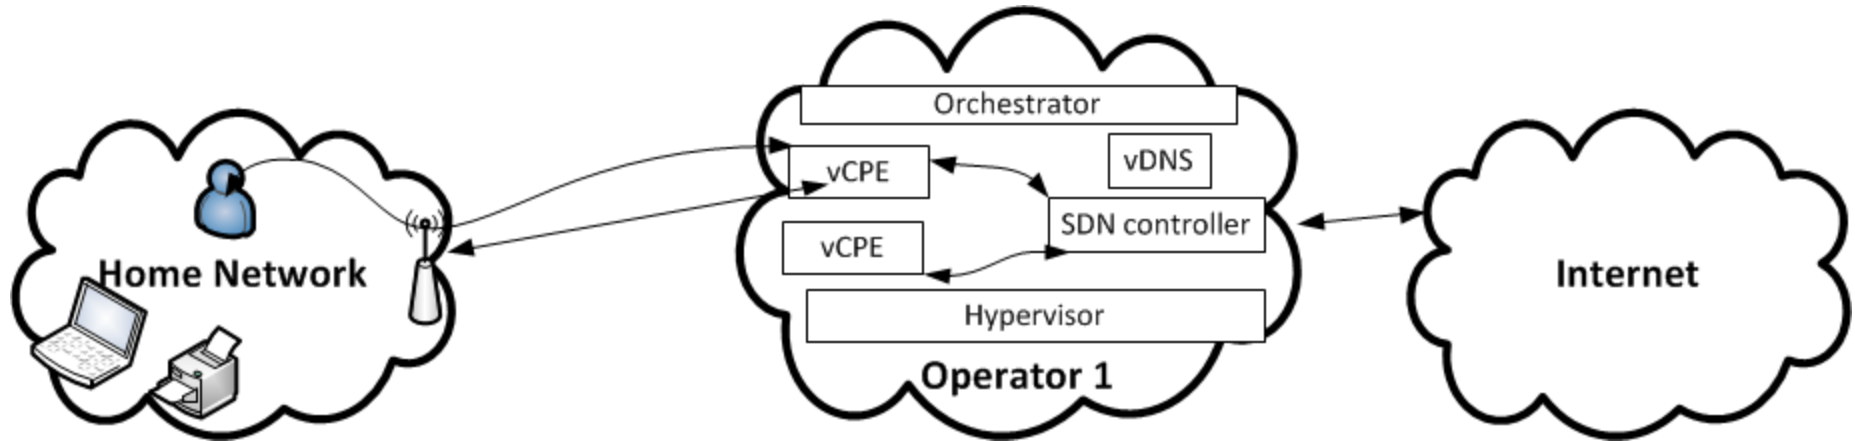 Orchestrator
vCPE
vDNS
SDN controller
vCPE
Home Network
Internet
Hypervisor
Operator 1